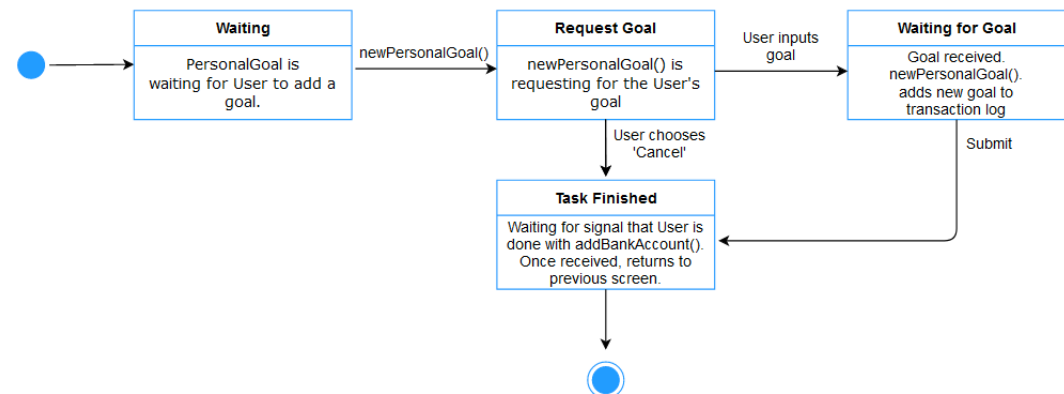 Waiting
PersonalGoal is
waiting for User to add a
goal.
newPersonalGoal()
Request Goal
newPersonalGoal() is
requesting for the User's
goal
User inputs
goal
Waiting for Goal
Goal received.
newPersonalGoal().
adds new goal to
transaction log
User chooses
'Cancel'
Submit
Task Finished
Waiting for signal that User is
done with addBankAccount().
Once received, returns to
previous screen.